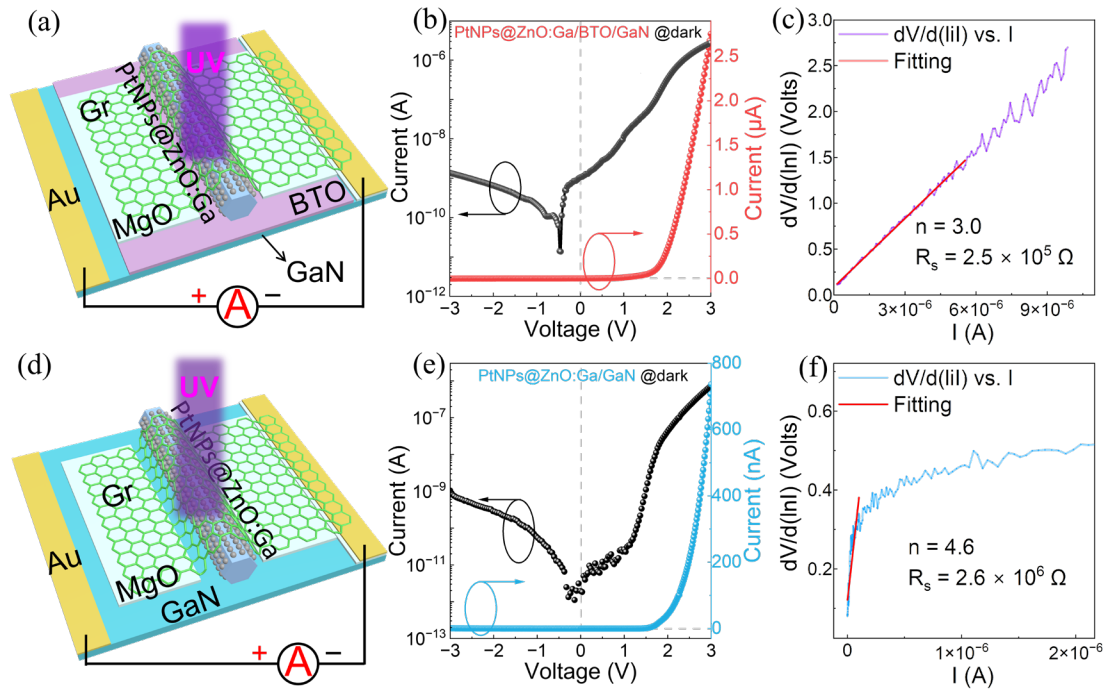 (a)
UV
PtNPs@ZnO:Ga
Gr
Au
MgO
BTO
GaN
+ A −
(b)
PtNPs@ZnO:Ga/BTO/GaN @dark
10⁻⁶
10⁻⁸
10⁻¹⁰
10⁻¹²
Current (A)
2.5
2.0
1.5
1.0
0.5
0.0
Current (μA)
−3 −2 −1 0 1 2 3
Voltage (V)
(c)
dV/d(liI) vs. I
Fitting
3.0
2.5
2.0
1.5
1.0
0.5
0.0
dV/d(lnI) (Volts)
n = 3.0
Rs = 2.5 × 10⁵ Ω
3×10⁻⁶ 6×10⁻⁶ 9×10⁻⁶
I (A)
(d)
UV
PtNPs@ZnO:Ga
Gr
Au
MgO
GaN
+ A −
(e)
PtNPs@ZnO:Ga/GaN @dark
10⁻⁷
10⁻⁹
10⁻¹¹
10⁻¹³
Current (A)
800
600
400
200
0
Current (nA)
−3 −2 −1 0 1 2 3
Voltage (V)
(f)
dV/d(liI) vs. I
Fitting
0.6
0.4
0.2
dV/d(lnI) (Volts)
n = 4.6
Rs = 2.6 × 10⁶ Ω
0 1×10⁻⁶ 2×10⁻⁶
I (A)